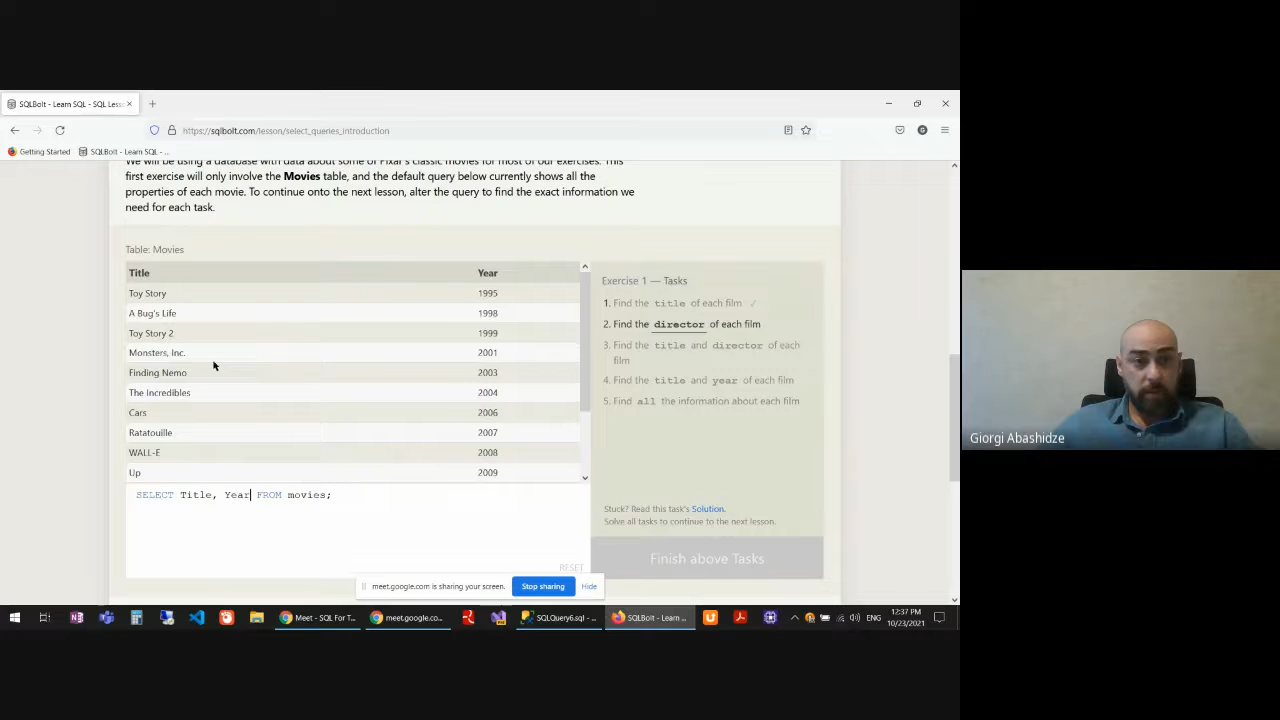 SQLBolt - Learn SQL - SQL Less
https://sqlbolt.com/lesson/select_queries_introduction
Getting Started
SQLBolt - Learn SQL - ...
We will be using a database with data about some of Pixar's classic movies for most of our exercises. This
first exercise will only involve the Movies table, and the default query below currently shows all the
properties of each movie. To continue onto the next lesson, alter the query to find the exact information we
need for each task.
Table: Movies
Title Year
Toy Story 1995
A Bug's Life 1998
Toy Story 2 1999
Monsters, Inc. 2001
Finding Nemo 2003
The Incredibles 2004
Cars 2006
Ratatouille 2007
WALL-E 2008
Up 2009
SELECT Title, Year FROM movies;
RESET
Exercise 1 — Tasks
1. Find the title of each film ✓
2. Find the director of each film
3. Find the title and director of each
film
4. Find the title and year of each film
5. Find all the information about each film
Stuck? Read this task's Solution.
Solve all tasks to continue to the next lesson.
Finish above Tasks
meet.google.com is sharing your screen.
Stop sharing
Hide
Meet - SQL For T...
meet.google.co...
SQLQuery6.sql - ...
SQLBolt - Learn ...
ENG
12:37 PM
10/23/2021
Giorgi Abashidze